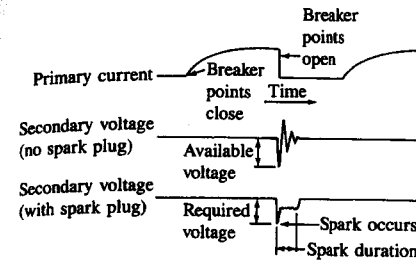 Breaker
points
open
Primary current
Breaker
points
close
Time
Secondary voltage
(no spark plug)
Available
voltage
Secondary voltage
(with spark plug)
Required
voltage
Spark occurs
Spark duration